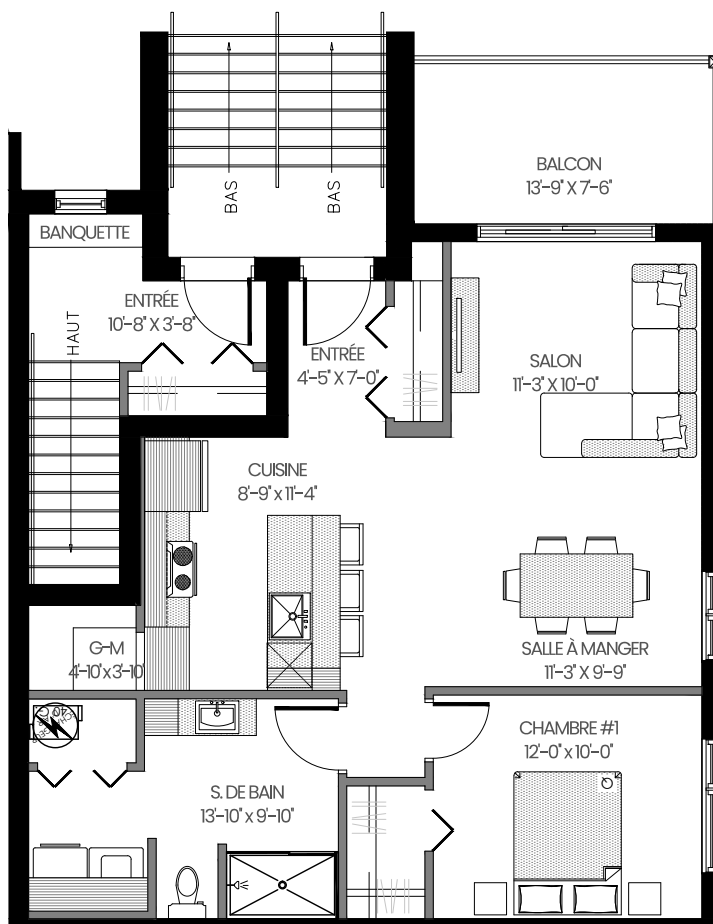 BAS
BAS
BALCON
13'-9" X 7'-6"
BANQUETTE
ENTRÉE
10'-8" X 3'-8"
HAUT
ENTRÉE
4'-5" X 7'-0"
SALON
11'-3" X 10'-0"
CUISINE
8'-9" x 11'-4"
G-M
4'-10" x 3'-10"
SALLE À MANGER
11'-3" X 9'-9"
CHAMBRE #1
12'-0" x 10'-0"
S. DE BAIN
13'-10" x 9'-10"